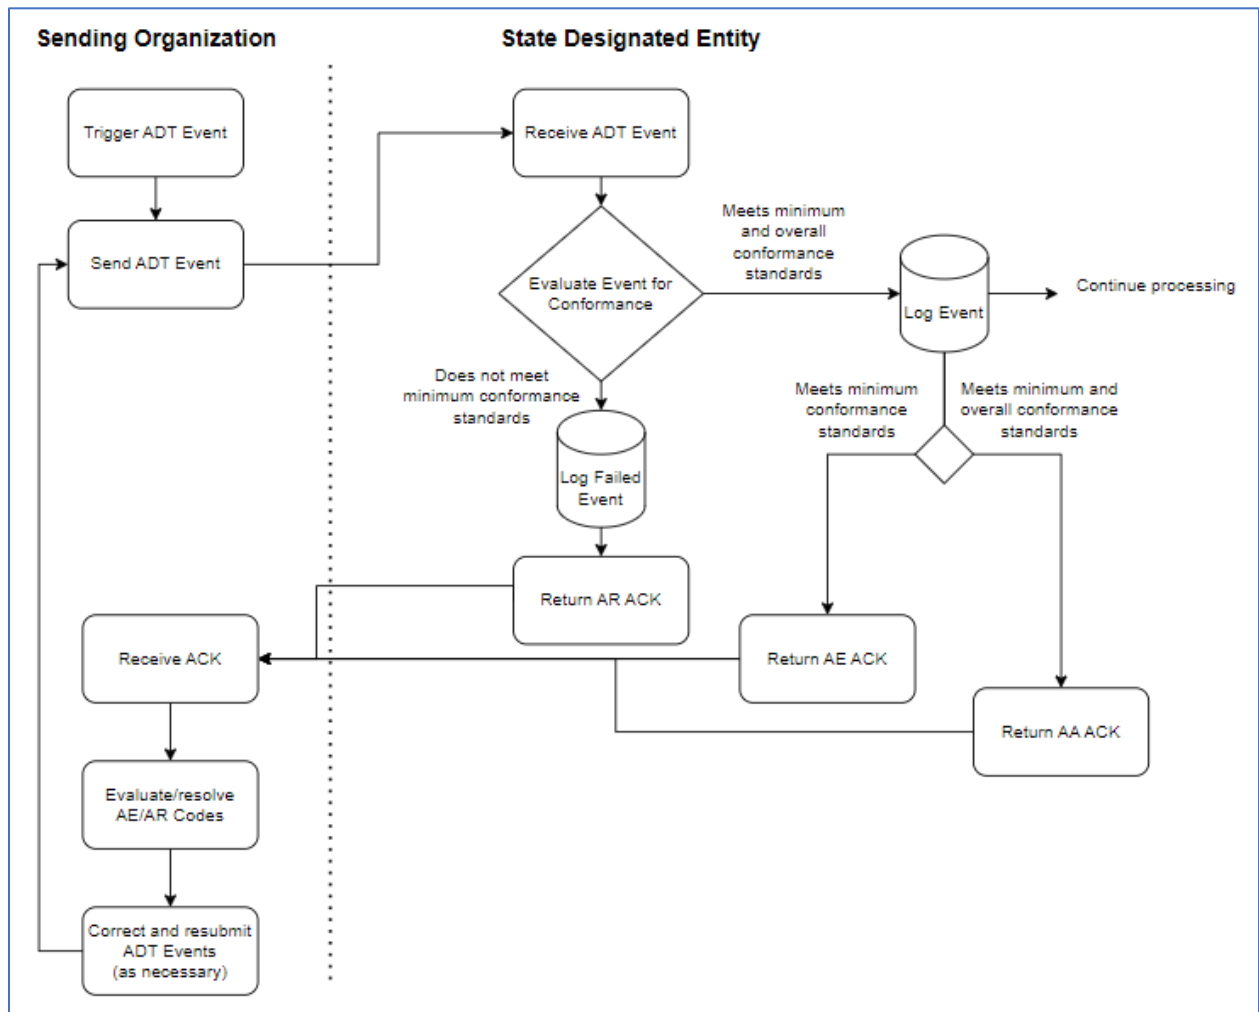 Sending Organization
State Designated Entity
Trigger ADT Event
Receive ADT Event
Send ADT Event
Meets minimum
and overall
conformance
standards
Evaluate Event for
Conformance
Log Event
Continue processing
Does not meet
minimum conformance
standards
Meets minimum
conformance
standards
Meets minimum and
overall conformance
standards
Log Failed
Event
Return AR ACK
Receive ACK
Return AE ACK
Return AA ACK
Evaluate/resolve
AE/AR Codes
Correct and resubmit
ADT Events
(as necessary)